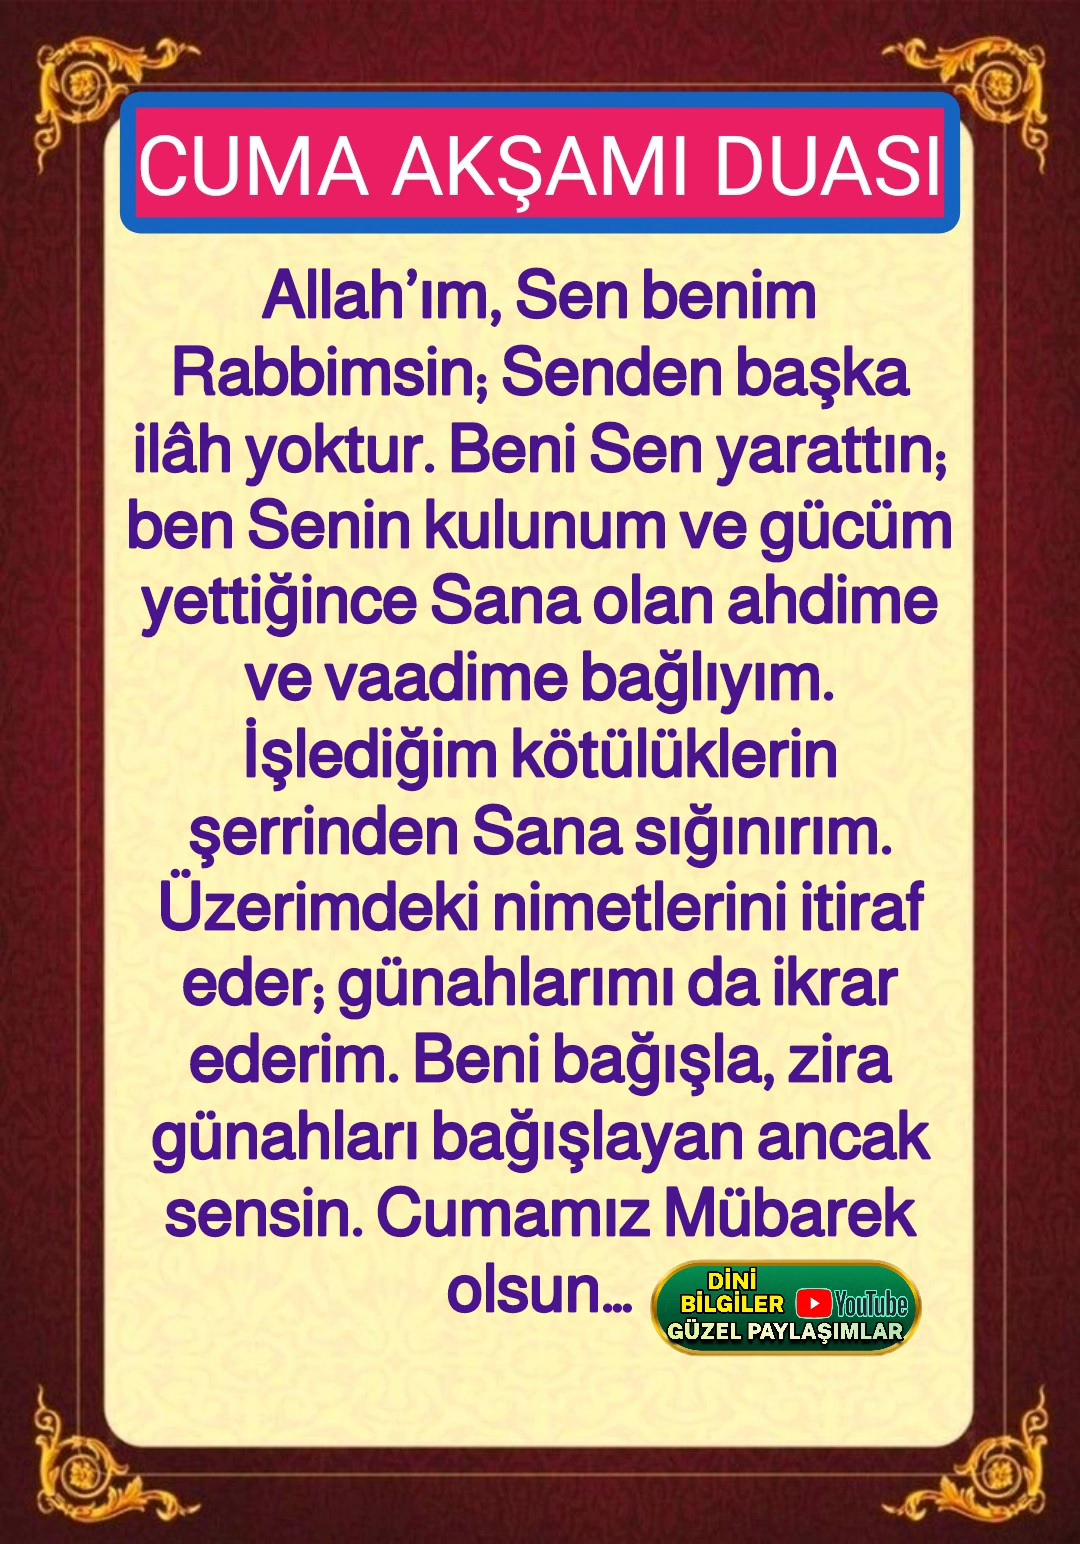 CUMA AKŞAMI DUASI
Allah’ım, Sen benim
Rabbimsin; Senden başka
ilâh yoktur. Beni Sen yarattın;
ben Senin kulunum ve gücüm
yettiğince Sana olan ahdime
ve vaadime bağlıyım.
İşlediğim kötülüklerin
şerrinden Sana sığınırım.
Üzerimdeki nimetlerini itiraf
eder; günahlarımı da ikrar
ederim. Beni bağışla, zira
günahları bağışlayan ancak
sensin. Cumamız Mübarek
olsun...
DİNİ
BİLGİLER YouTube
GÜZEL PAYLAŞIMLAR